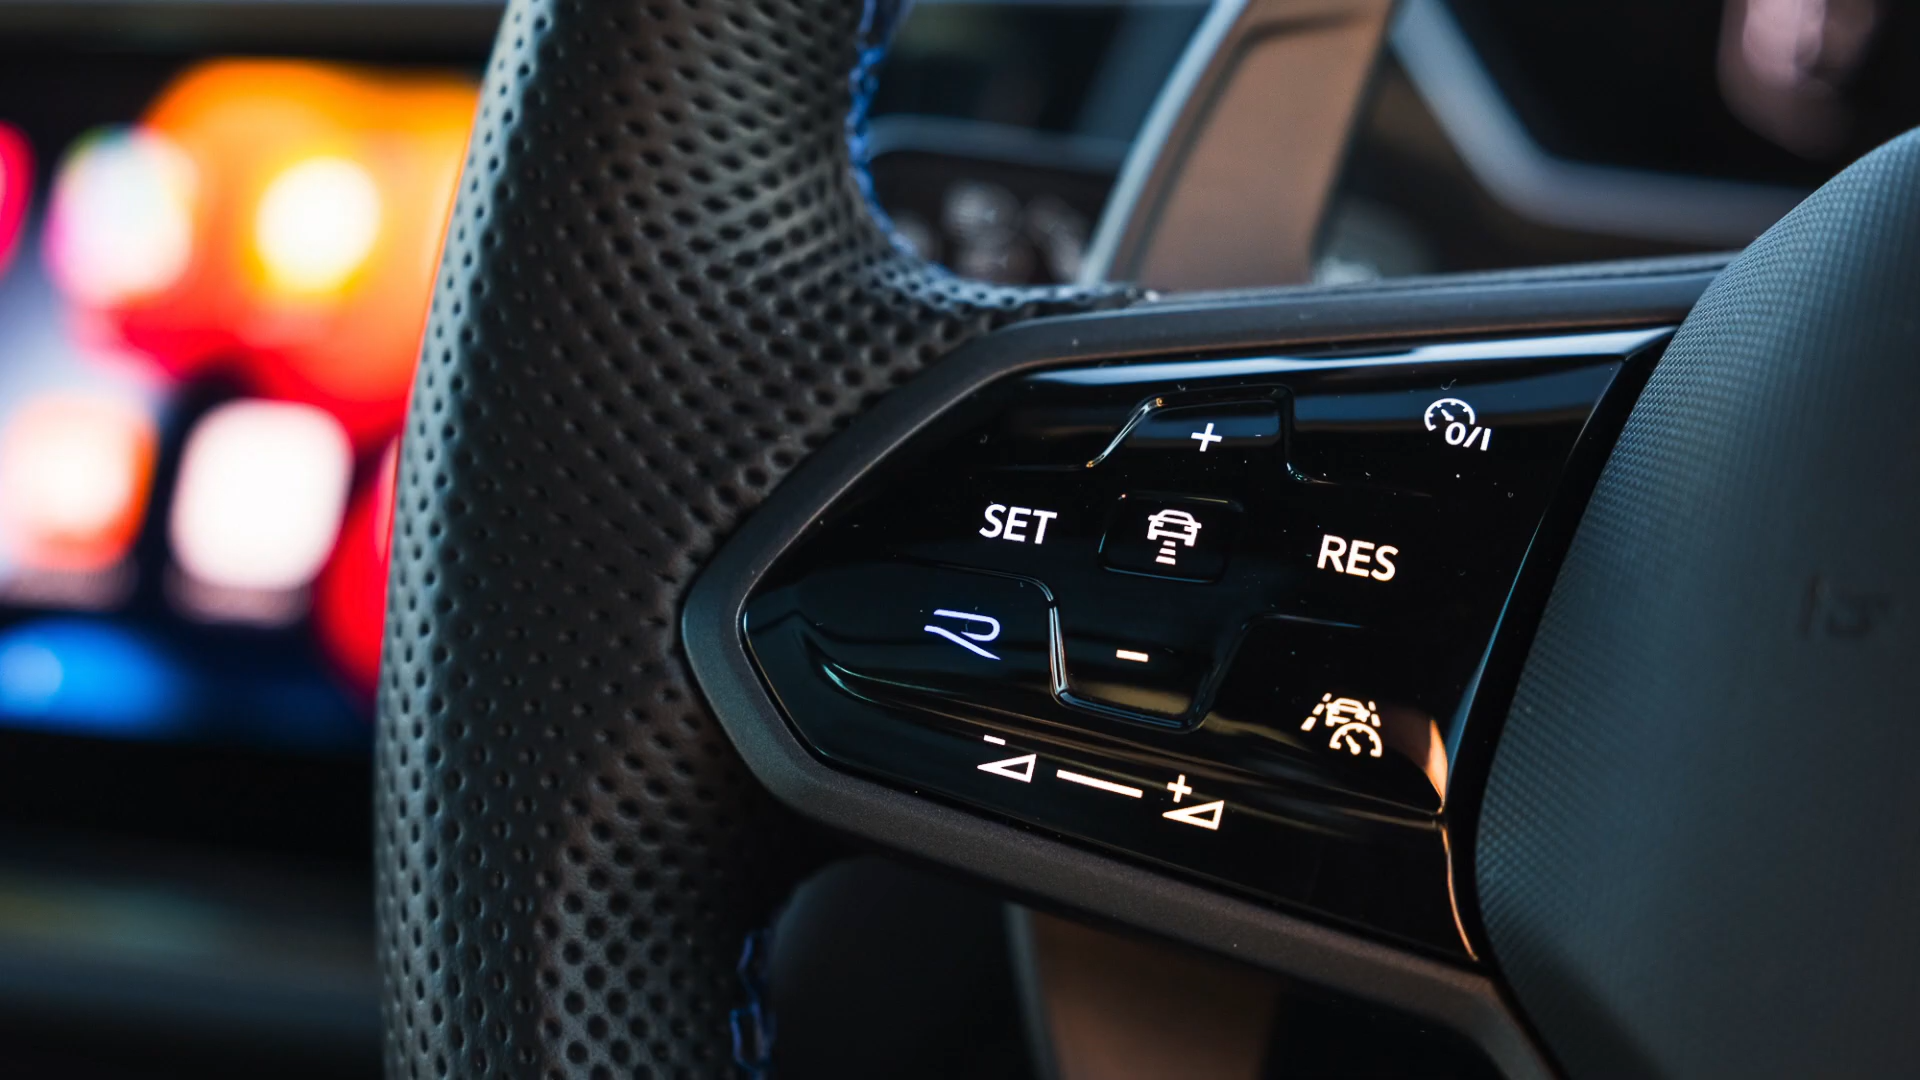 +
0/I
SET
RES
R
-
- +